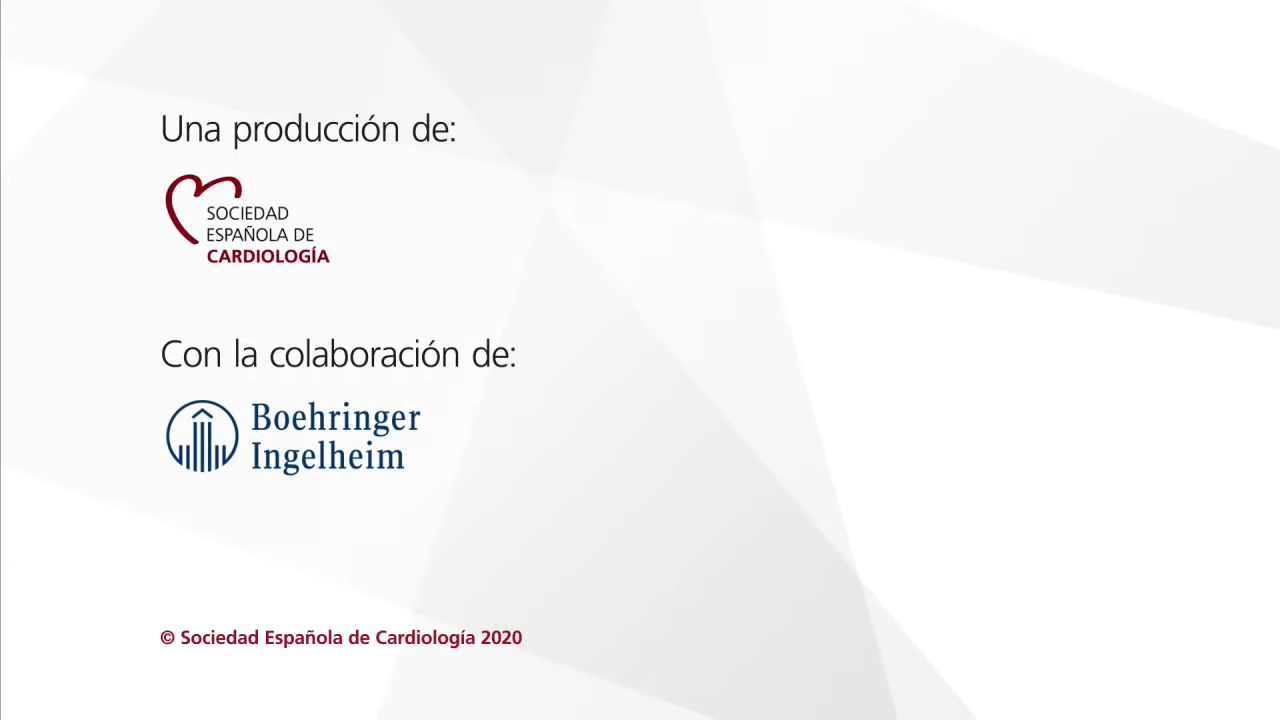 Una producción de:
SOCIEDAD
ESPAÑOLA DE
CARDIOLOGÍA
Con la colaboración de:
Boehringer
Ingelheim
© Sociedad Española de Cardiología 2020